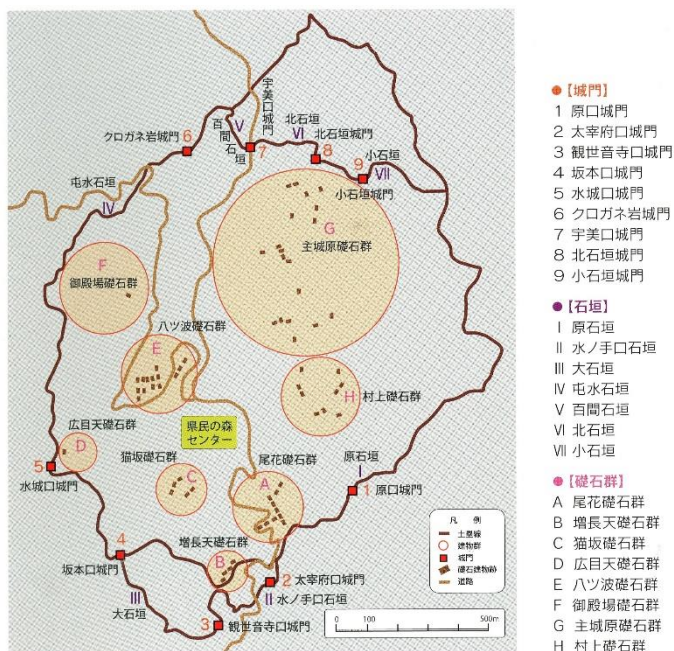 宇美口城門
北石垣
百間石垣
V
VI
北石垣城門
クロガネ岩城門
6
7
8
小石垣
9
VII
小石垣城門
屯水石垣
IV
G
主城原礎石群
F
御殿場礎石群
八ツ波礎石群
E
H
村上礎石群
広目天礎石群
D
県民の森
センター
猫坂礎石群
C
尾花礎石群
A
原石垣
I
5
水城口城門
1
原口城門
4
坂本口城門
増長天礎石群
B
2
太宰府口城門
II
水ノ手口石垣
III
大石垣
3
観世音寺口城門
凡 例
土塁線
建物群
城門
礎石建物跡
道路
0 100 500m
●【城門】
1 原口城門
2 太宰府口城門
3 観世音寺口城門
4 坂本口城門
5 水城口城門
6 クロガネ岩城門
7 宇美口城門
8 北石垣城門
9 小石垣城門
●【石垣】
I 原石垣
II 水ノ手口石垣
III 大石垣
IV 屯水石垣
V 百間石垣
VI 北石垣
VII 小石垣
●【礎石群】
A 尾花礎石群
B 増長天礎石群
C 猫坂礎石群
D 広目天礎石群
E 八ツ波礎石群
F 御殿場礎石群
G 主城原礎石群
H 村上礎石群